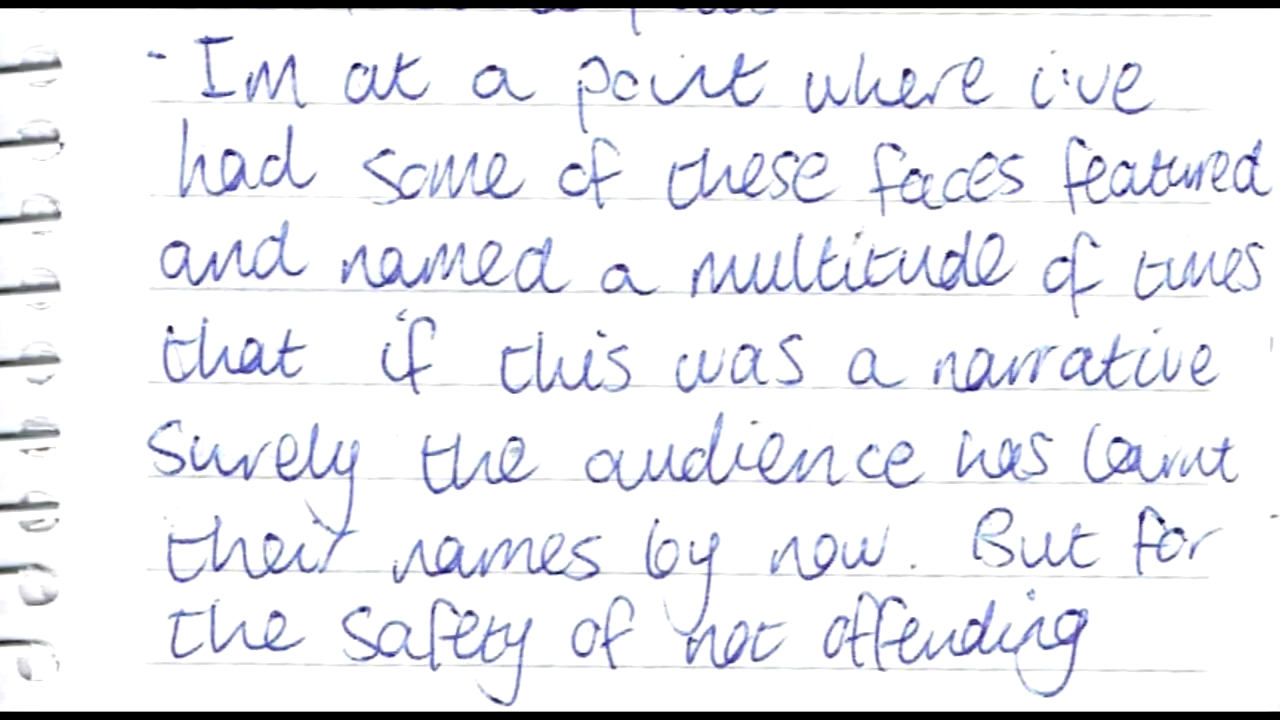 - Im at a point where i've
had some of these faces featured
and named a multitude of times
that if this was a narrative
surely the audience has learnt
their names by now. But for
the safety of not offending